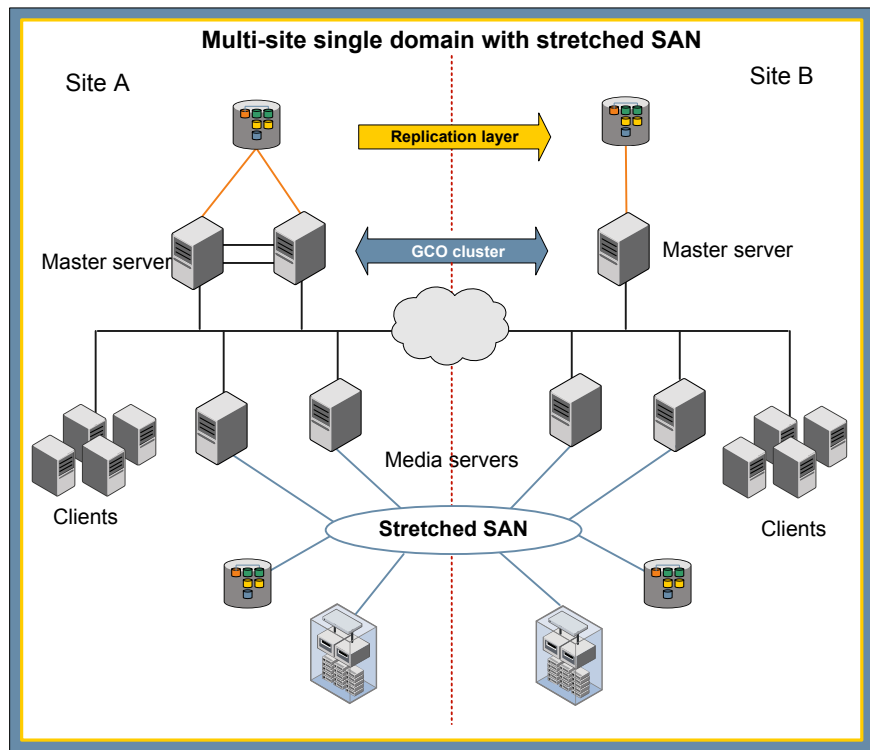 Multi-site single domain with stretched SAN
Site A
Site B
Replication layer
Master server
GCO cluster
Master server
Media servers
Clients
Stretched SAN
Clients